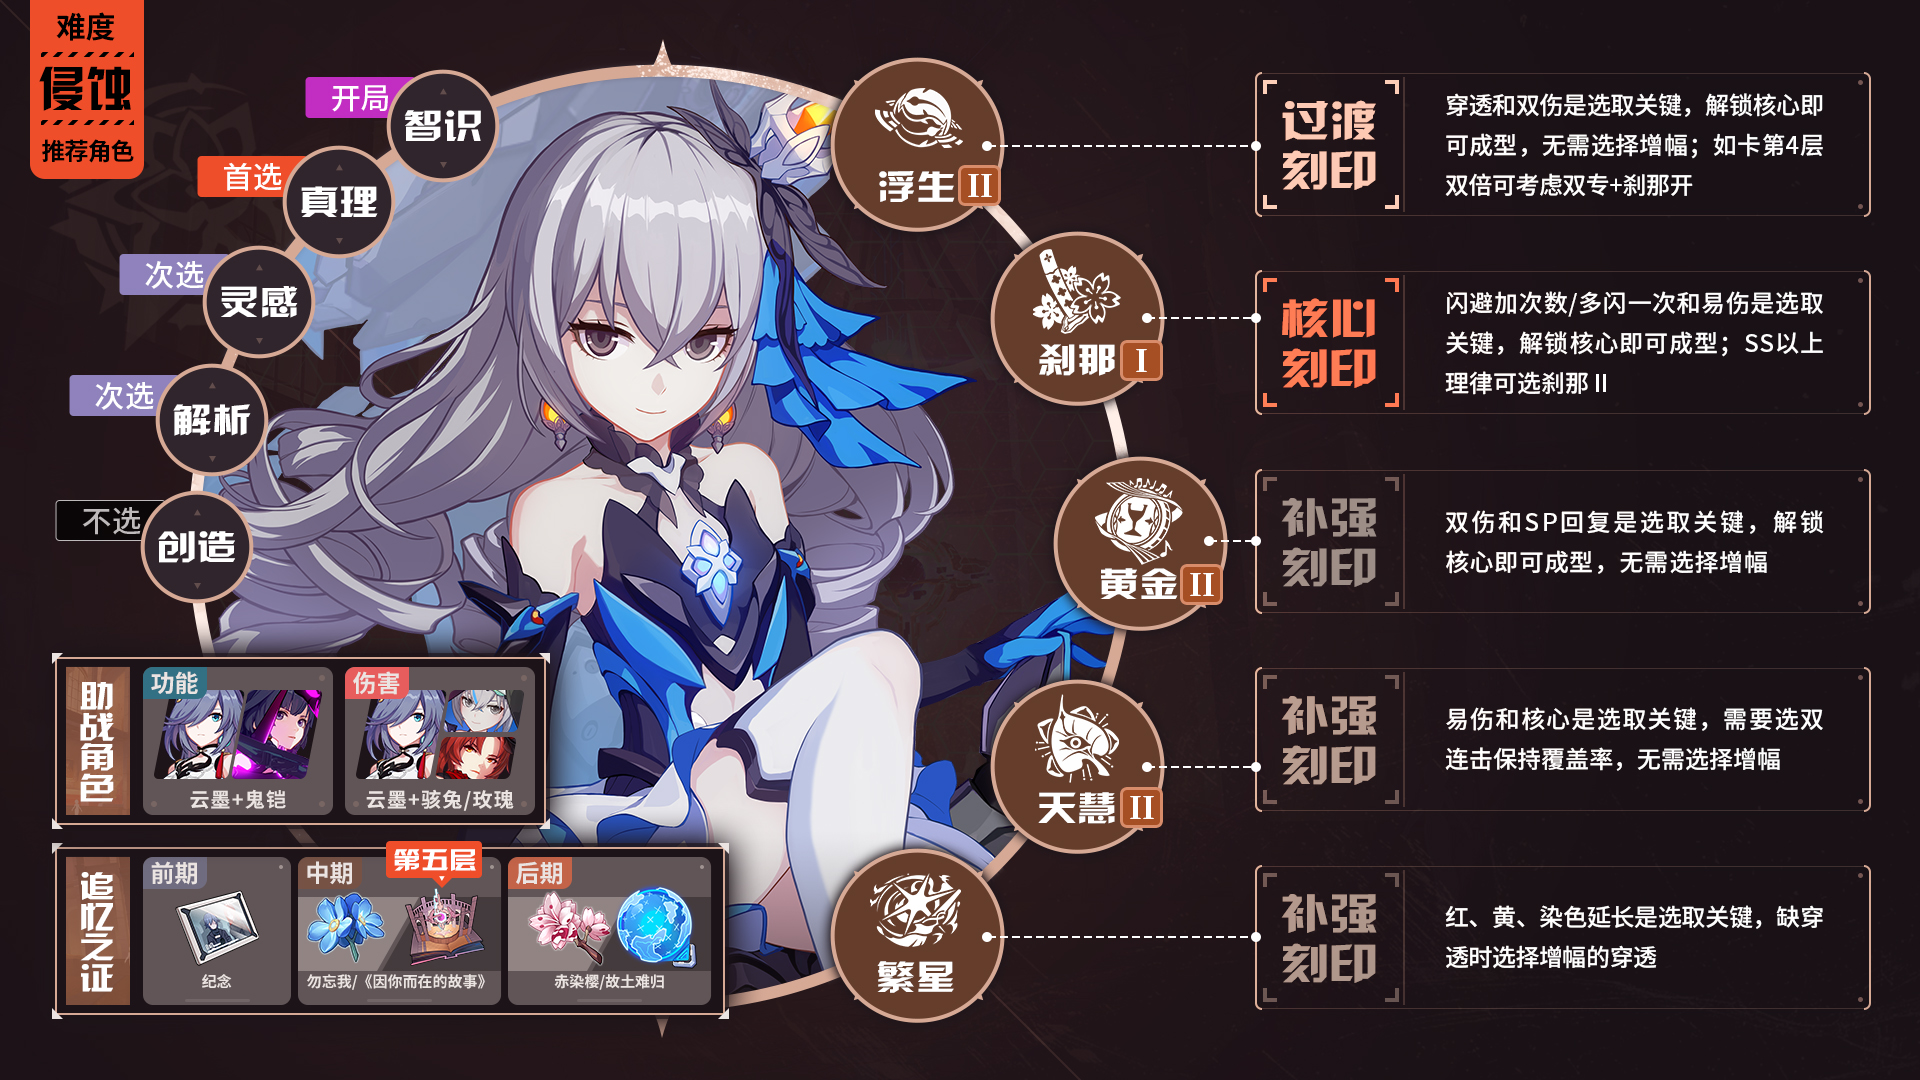 难度
侵蚀
推荐角色
开局
智识
首选
真理
次选
灵感
次选
解析
不选
创造
浮生 II
过渡
刻印
穿透和双伤是选取关键，解锁核心即
可成型，无需选择增幅；如卡第4层
双倍可考虑双专+刹那开
刹那 I
核心
刻印
闪避加次数/多闪一次和易伤是选取
关键，解锁核心即可成型；SS以上
理律可选刹那 II
黄金 II
补强
刻印
双伤和SP回复是选取关键，解锁
核心即可成型，无需选择增幅
天慧 II
补强
刻印
易伤和核心是选取关键，需要选双
连击保持覆盖率，无需选择增幅
繁星
补强
刻印
红、黄、染色延长是选取关键，缺穿
透时选择增幅的穿透
助战角色
功能
云墨+鬼铠
伤害
云墨+骇兔/玫瑰
追忆之证
前期
纪念
中期
第五层
勿忘我/《因你而在的故事》
后期
赤染樱/故土难归